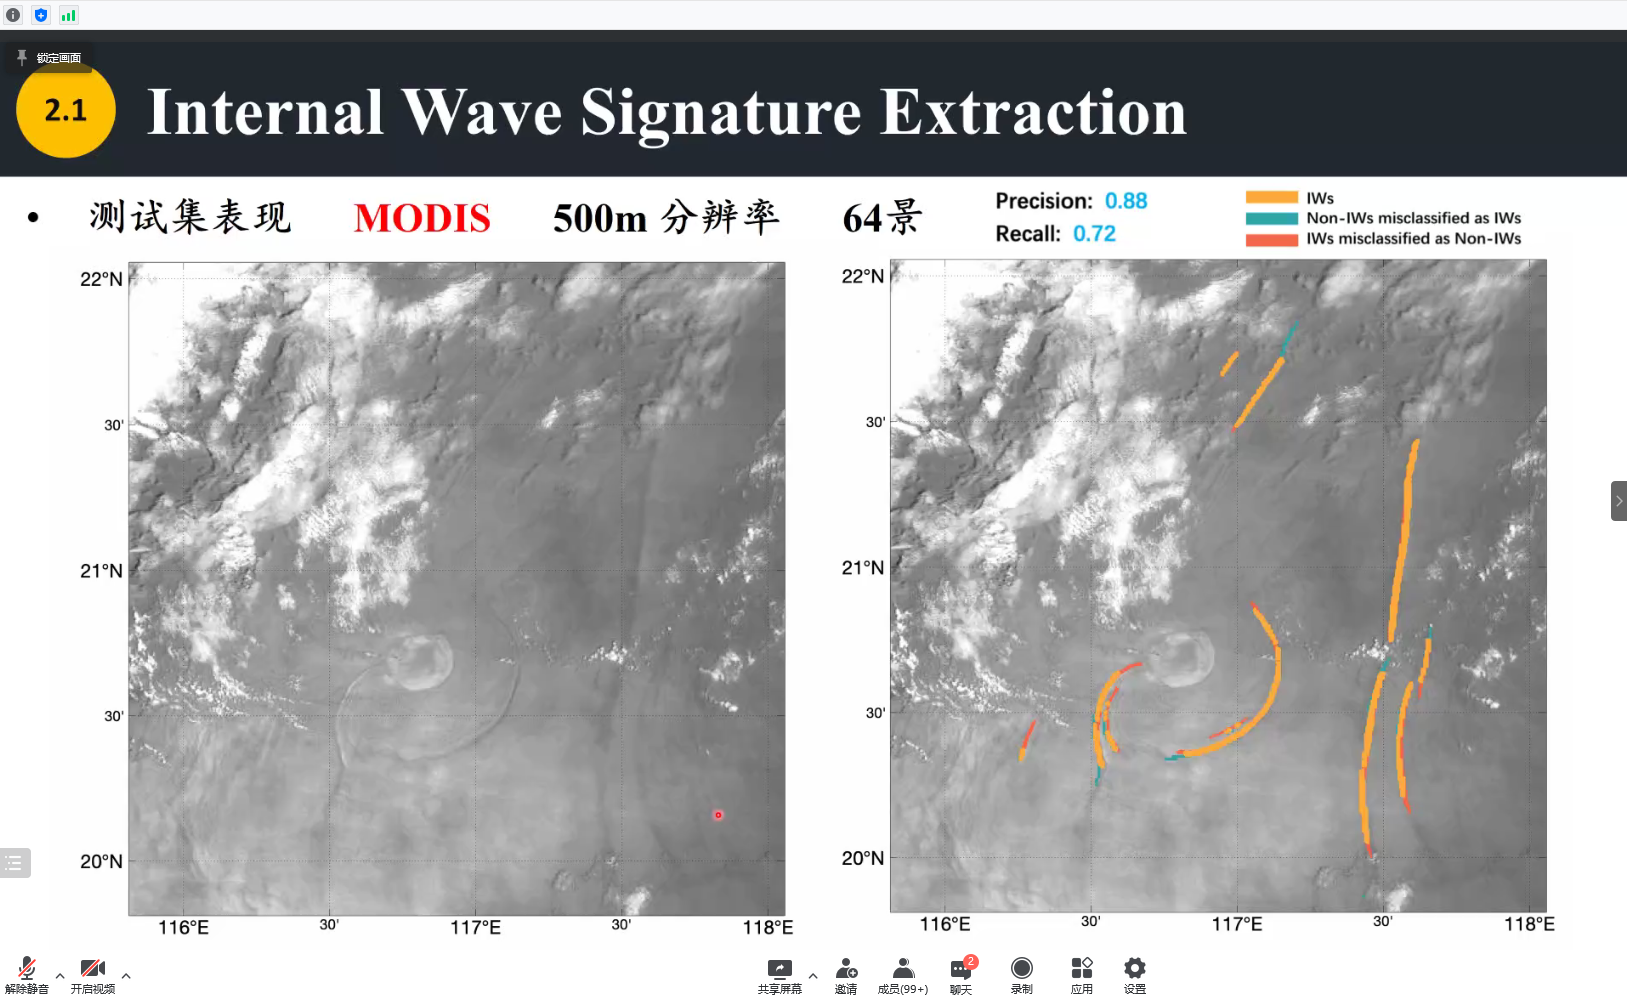 锁定画面
2.1 Internal Wave Signature Extraction
• 测试集表现 MODIS 500m 分辨率 64景
Precision: 0.88
Recall: 0.72
IWs
Non-IWs misclassified as IWs
IWs misclassified as Non-IWs
22°N
30'
21°N
30'
20°N
116°E 30' 117°E 30' 118°E
22°N
30'
21°N
30'
20°N
116°E 30' 117°E 30' 118°E
解除静音 开启视频 共享屏幕 邀请 成员(99+) 聊天 2 录制 应用 设置